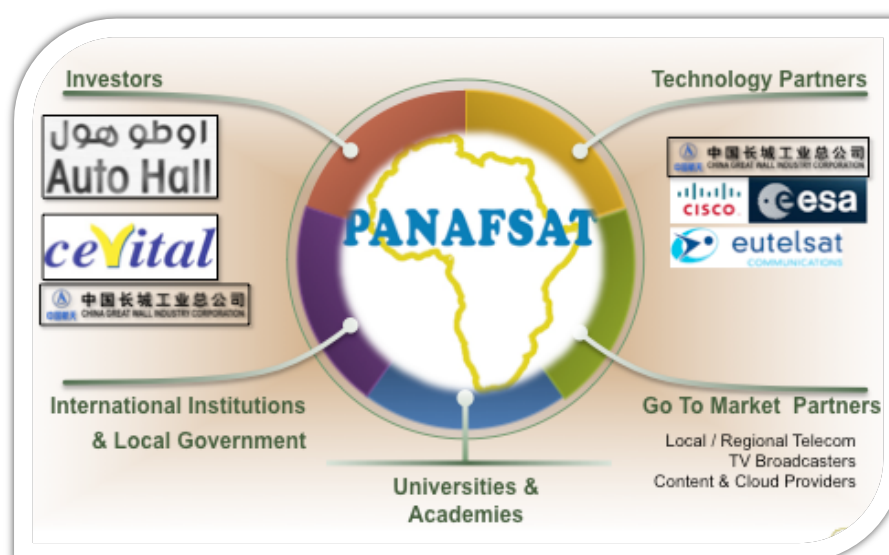 Investors
اوطو هول
Auto Hall
cevital
中国长城工业总公司
CHINA GREAT WALL INDUSTRY CORPORATION
International Institutions
& Local Government
PANAFSAT
Universities &
Academies
Technology Partners
中国长城工业总公司
CHINA GREAT WALL INDUSTRY CORPORATION
CISCO
esa
eutelsat
COMMUNICATIONS
Go To Market Partners
Local / Regional Telecom
TV Broadcasters
Content & Cloud Providers